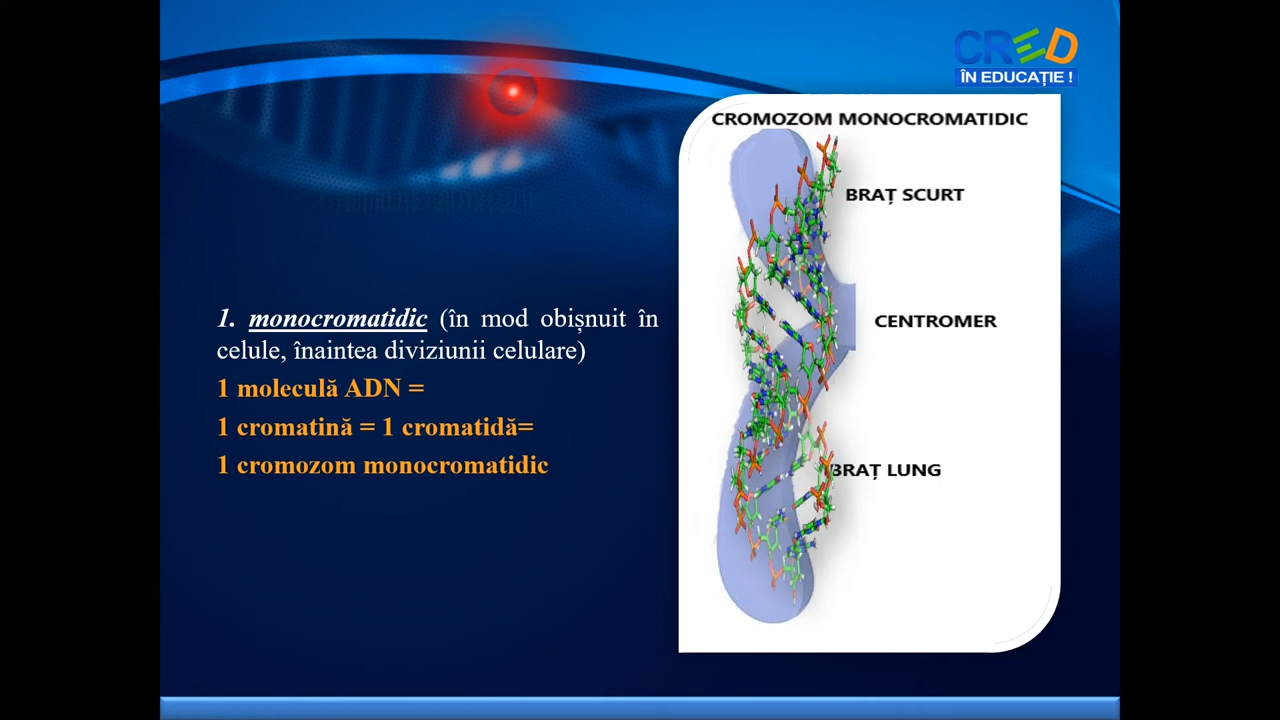 CRED
ÎN EDUCAȚIE !
CROMOZOM MONOCROMATIDIC
BRAȚ SCURT
CENTROMER
BRAȚ LUNG
1. monocromatidic (în mod obișnuit în
celule, înaintea diviziunii celulare)
1 moleculă ADN =
1 cromatină = 1 cromatidă=
1 cromozom monocromatidic